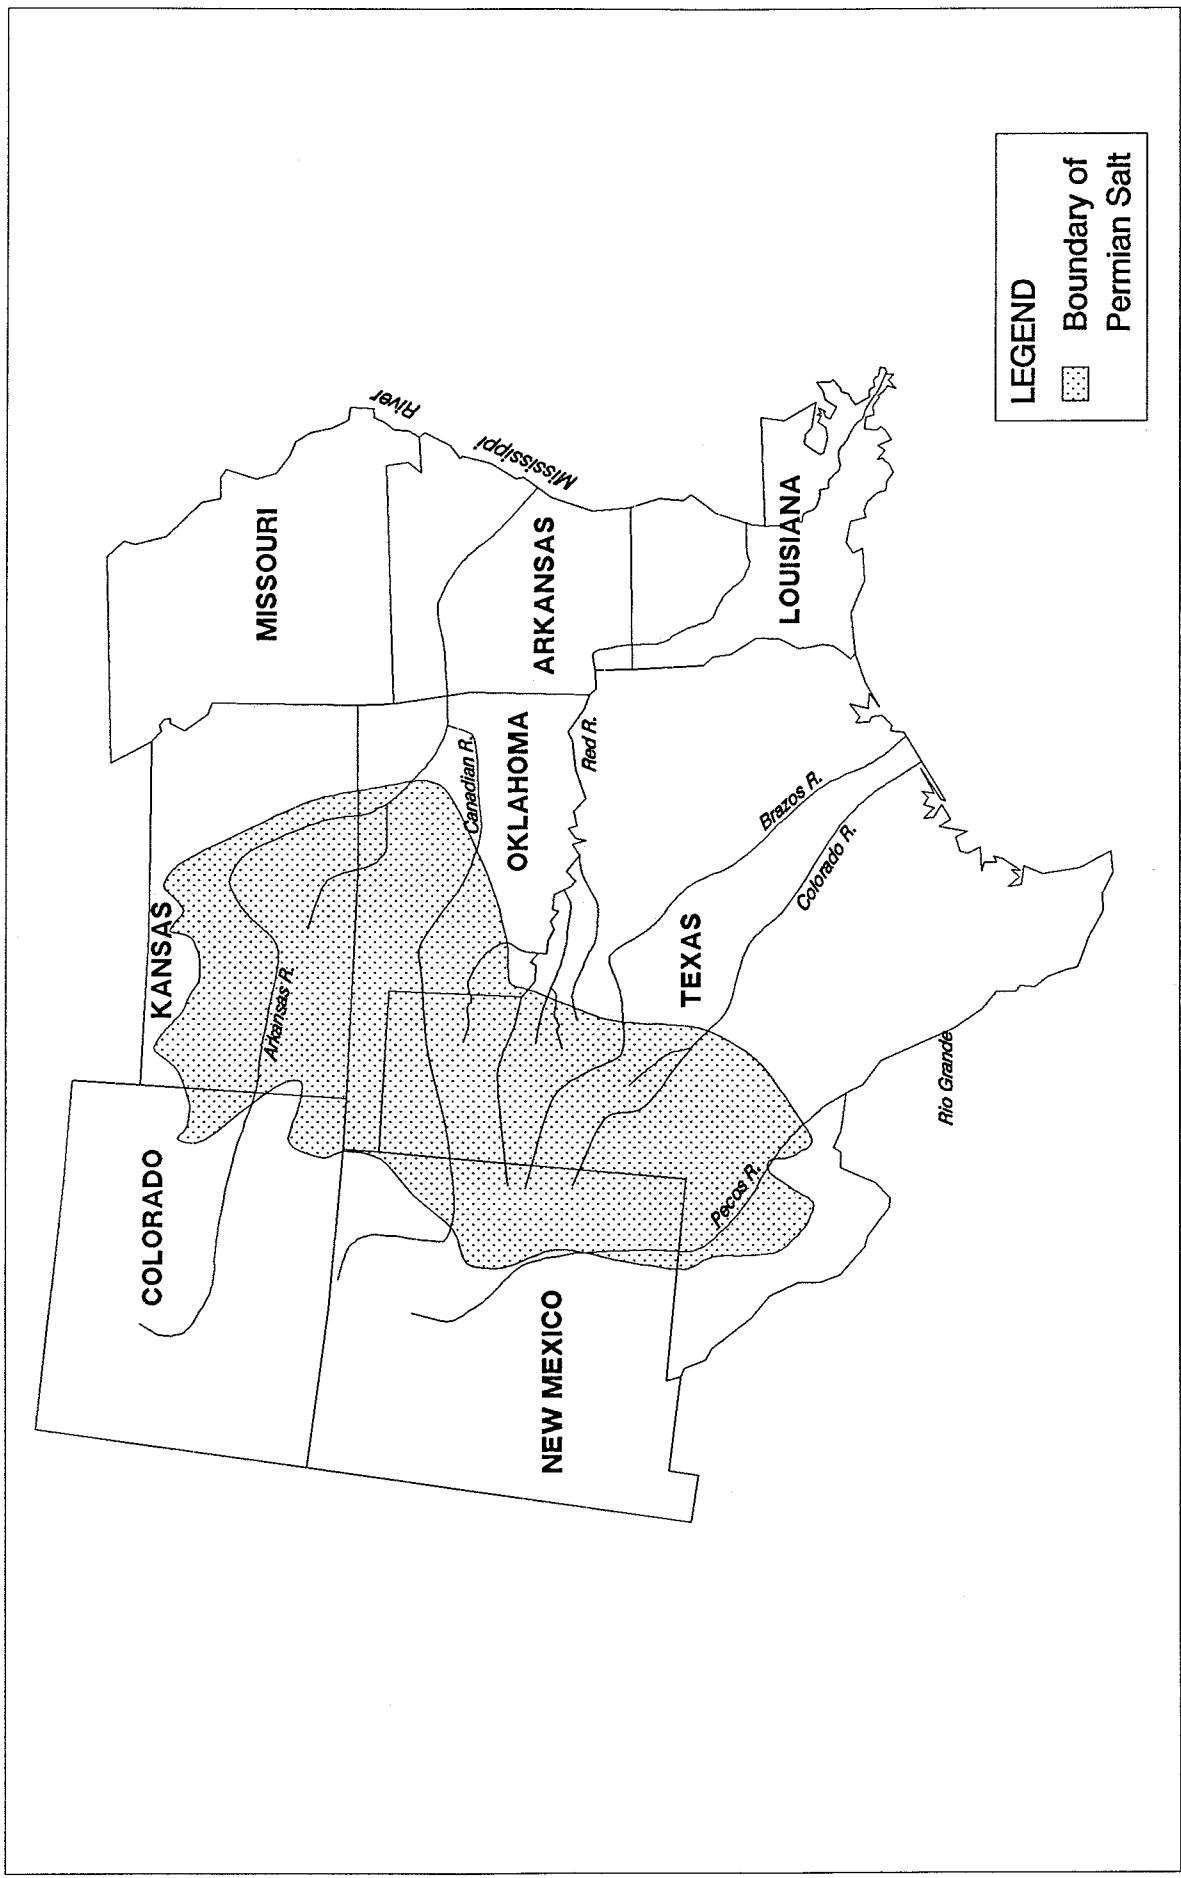 COLORADO
KANSAS
MISSOURI
Arkansas R.
River
Mississippi
NEW MEXICO
OKLAHOMA
ARKANSAS
Canadian R.
Red R.
Pecos R.
TEXAS
Brazos R.
Colorado R.
LOUISIANA
Rio Grande
LEGEND
Boundary of
Permian Salt